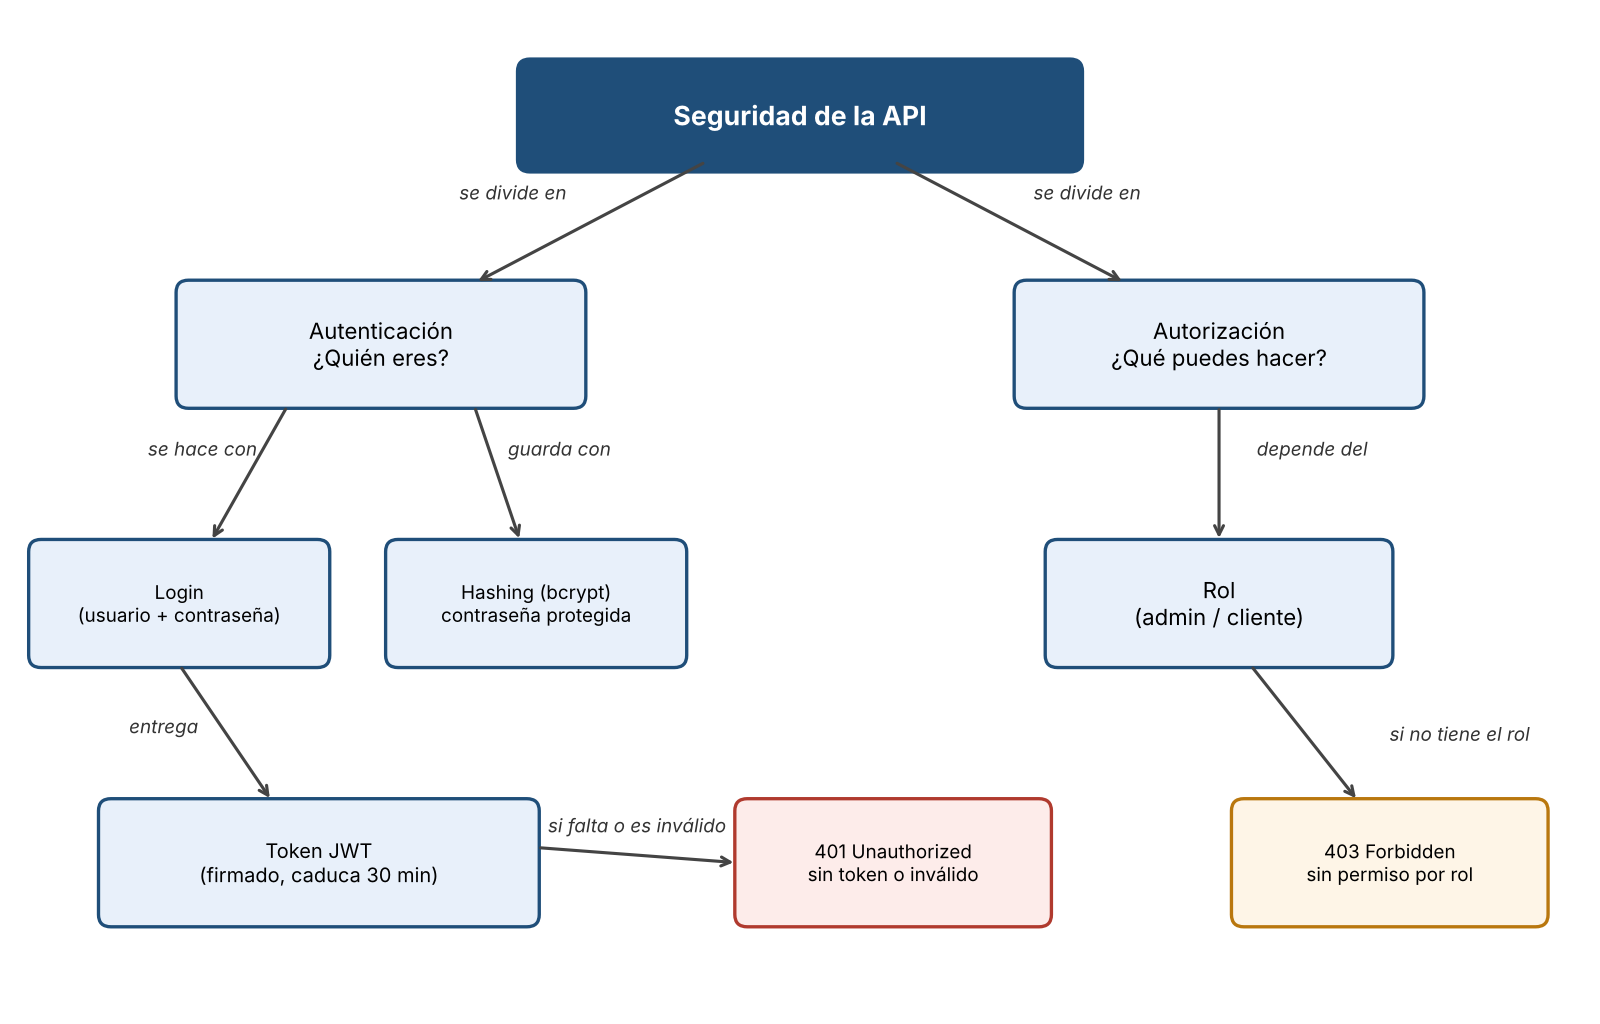 Seguridad de la API
se divide en
se divide en
Autenticación
¿Quién eres?
Autorización
¿Qué puedes hacer?
se hace con
guarda con
depende del
Login
(usuario + contraseña)
Hashing (bcrypt)
contraseña protegida
Rol
(admin / cliente)
entrega
si no tiene el rol
si falta o es inválido
Token JWT
(firmado, caduca 30 min)
401 Unauthorized
sin token o inválido
403 Forbidden
sin permiso por rol